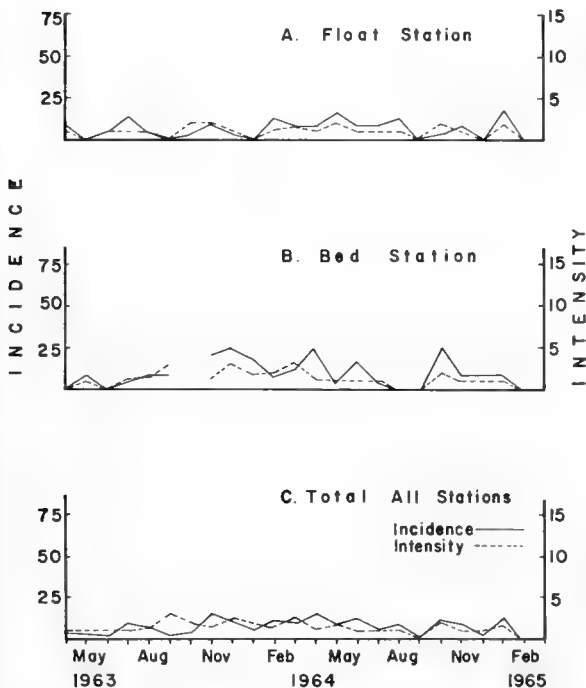 A. Float Station
75
50
25
15
10
5
B. Bed Station
75
50
25
15
10
5
INCIDENCE
INTENSITY
C. Total All Stations
Incidence
Intensity
75
50
25
15
10
5
May Aug Nov Feb May Aug Nov Feb
1963 1964 1965